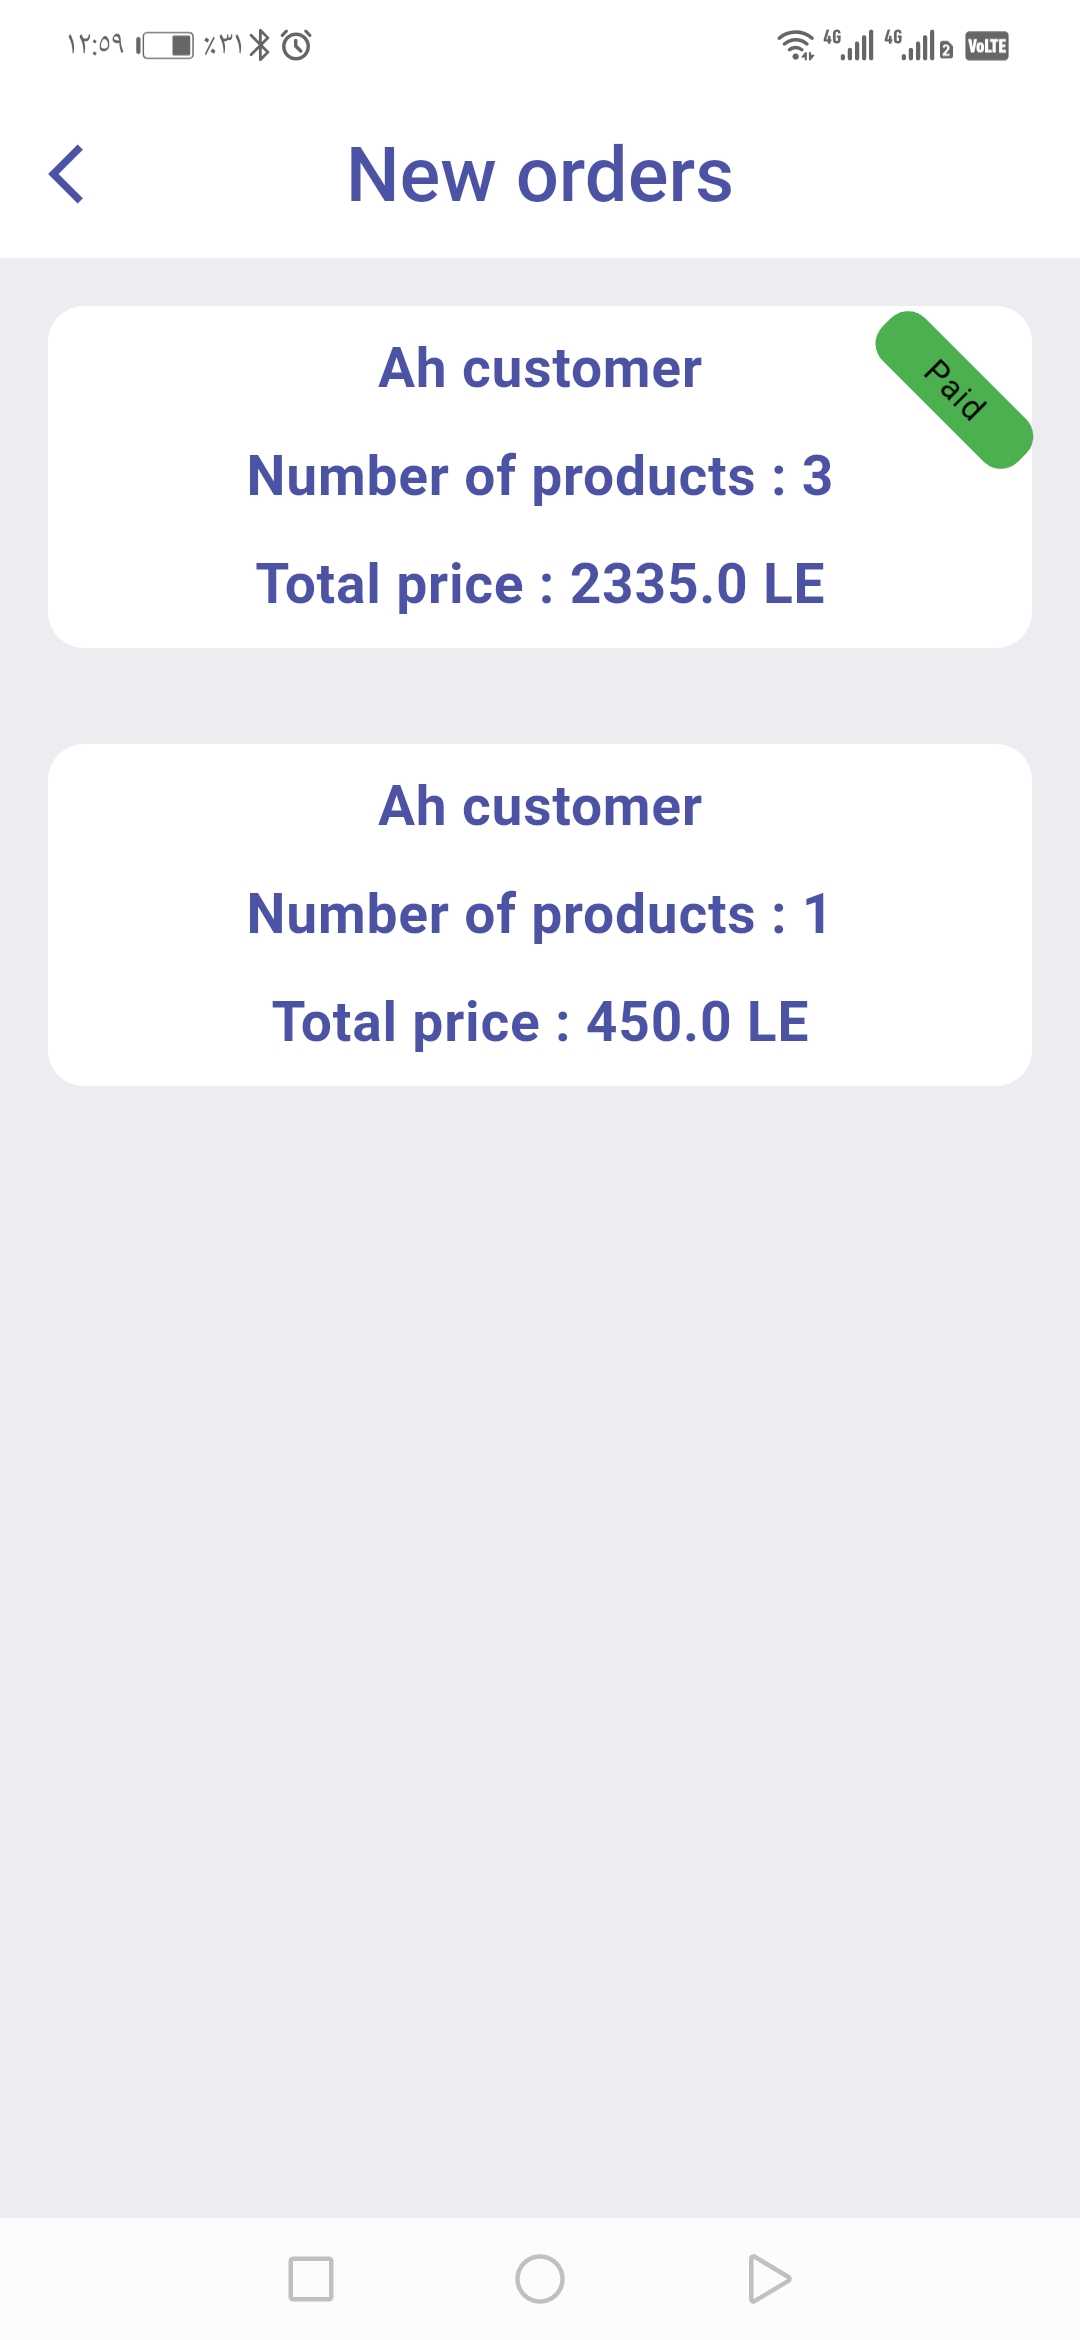 ١٢:٥٩ ٪٣١ 4G 4G 2 VoLTE
New orders
Ah customer
Paid
Number of products : 3
Total price : 2335.0 LE
Ah customer
Number of products : 1
Total price : 450.0 LE